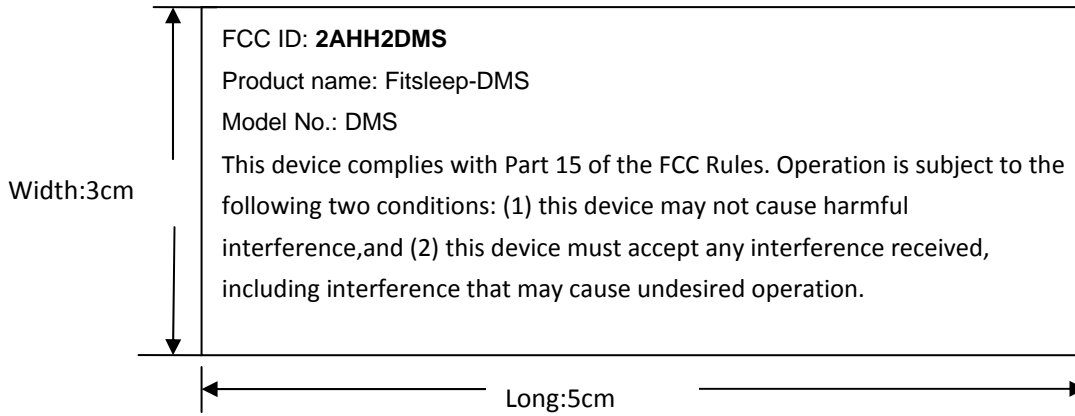 FCC ID: 2AHH2DMS
Product name: Fitsleep-DMS
Model No.: DMS
This device complies with Part 15 of the FCC Rules. Operation is subject to the
following two conditions: (1) this device may not cause harmful
interference,and (2) this device must accept any interference received,
including interference that may cause undesired operation.
Width:3cm
Long:5cm